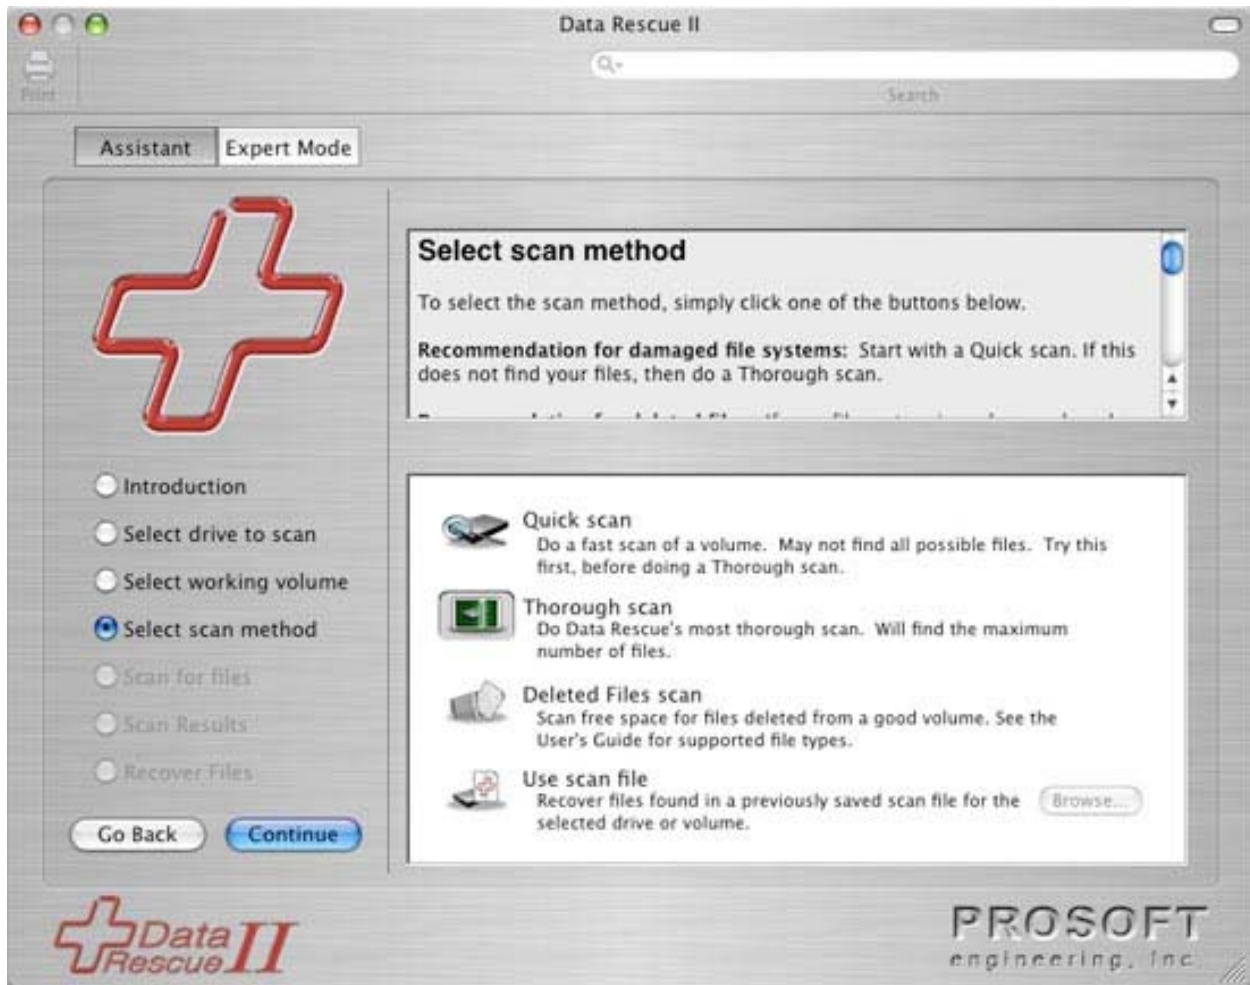 Data Rescue II
Print
Search
Assistant
Expert Mode
Select scan method
To select the scan method, simply click one of the buttons below.
Recommendation for damaged file systems: Start with a Quick scan. If this
does not find your files, then do a Thorough scan.
Introduction
Select drive to scan
Select working volume
Select scan method
Scan for files
Scan Results
Recover Files
Go Back
Continue
Quick scan
Do a fast scan of a volume. May not find all possible files. Try this
first, before doing a Thorough scan.
Thorough scan
Do Data Rescue's most thorough scan. Will find the maximum
number of files.
Deleted Files scan
Scan free space for files deleted from a good volume. See the
User's Guide for supported file types.
Use scan file
Recover files found in a previously saved scan file for the
selected drive or volume.
Browse...
Data
Rescue II
PROSOFT
engineering, Inc.